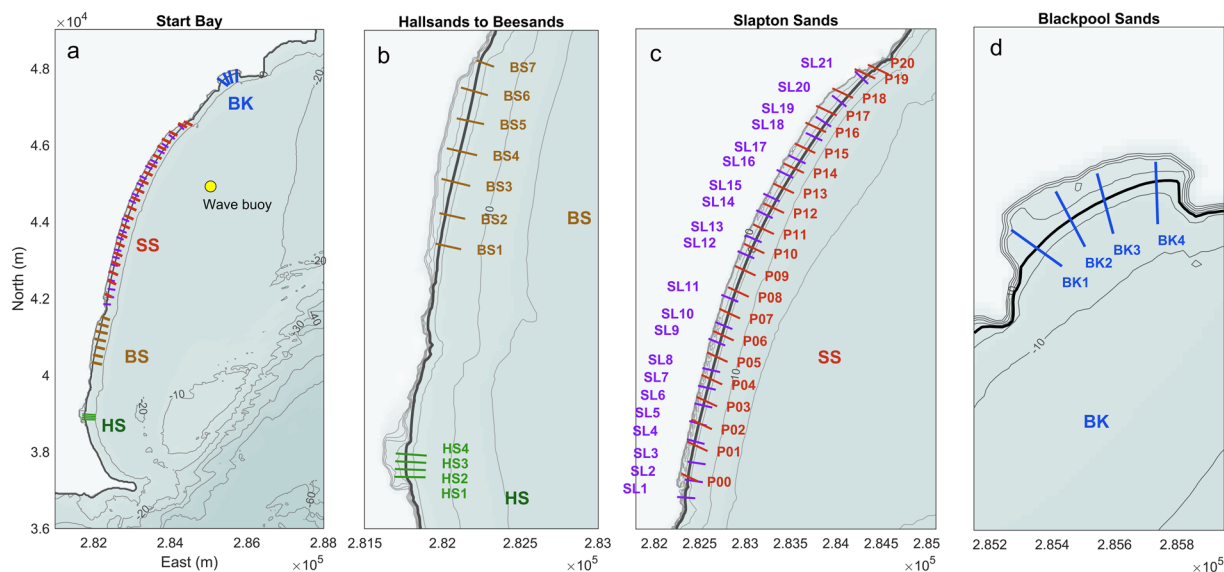 Start Bay
Hallsands to Beesands
Slapton Sands
Blackpool Sands
×10⁴
a
4.8
4.6
4.4
4.2
4
3.8
3.6
North (m)
BK
Wave buoy
SS
BS
HS
-20
-20
-30
-40
-10
-20
-20
-60
2.82
2.84
2.86
2.88
East (m)
×10⁵
b
BS7
BS6
BS5
BS4
BS3
BS2
BS1
BS
HS4
HS3
HS2
HS1
HS
2.815
2.82
2.825
2.83
×10⁵
c
SL21
SL20
SL19
SL18
SL17
SL16
SL15
SL14
SL13
SL12
SL11
SL10
SL9
SL8
SL7
SL6
SL5
SL4
SL3
SL2
SL1
P20
P19
P18
P17
P16
P15
P14
P13
P12
P11
P10
P09
P08
P07
P06
P05
P04
P03
P02
P01
P00
SS
-10
2.82
2.825
2.83
2.835
2.84
2.845
2.85
×10⁵
d
BK1
BK2
BK3
BK4
-10
BK
2.852
2.854
2.856
2.858
×10⁵